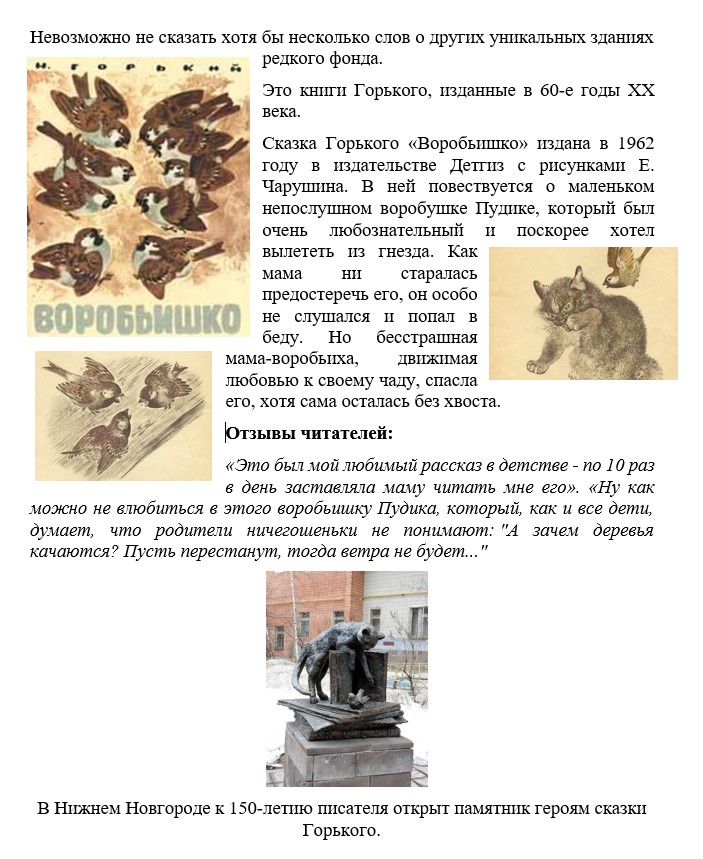 Невозможно не сказать хотя бы несколько слов о других уникальных зданиях
редкого фонда.
Н. ГОРЬКИЙ
ВОРОБЬИШКО
Это книги Горького, изданные в 60-е годы XX
века.
Сказка Горького «Воробьишко» издана в 1962
году в издательстве Детгиз с рисунками Е.
Чарушина. В ней повествуется о маленьком
непослушном воробушке Пудике, который был
очень любознательный и поскорее хотел
вылететь из гнезда. Как
мама ни старалась
предостеречь его, он особо
не слушался и попал в
беду. Но бесстрашная
мама-воробьиха, движимая
любовью к своему чаду, спасла
его, хотя сама осталась без хвоста.
Отзывы читателей:
«Это был мой любимый рассказ в детстве - по 10 раз
в день заставляла маму читать мне его». «Ну как
можно не влюбиться в этого воробьишку Пудика, который, как и все дети,
думает, что родители ничегошеньки не понимают: "А зачем деревья
качаются? Пусть перестанут, тогда ветра не будет..."
В Нижнем Новгороде к 150-летию писателя открыт памятник героям сказки
Горького.